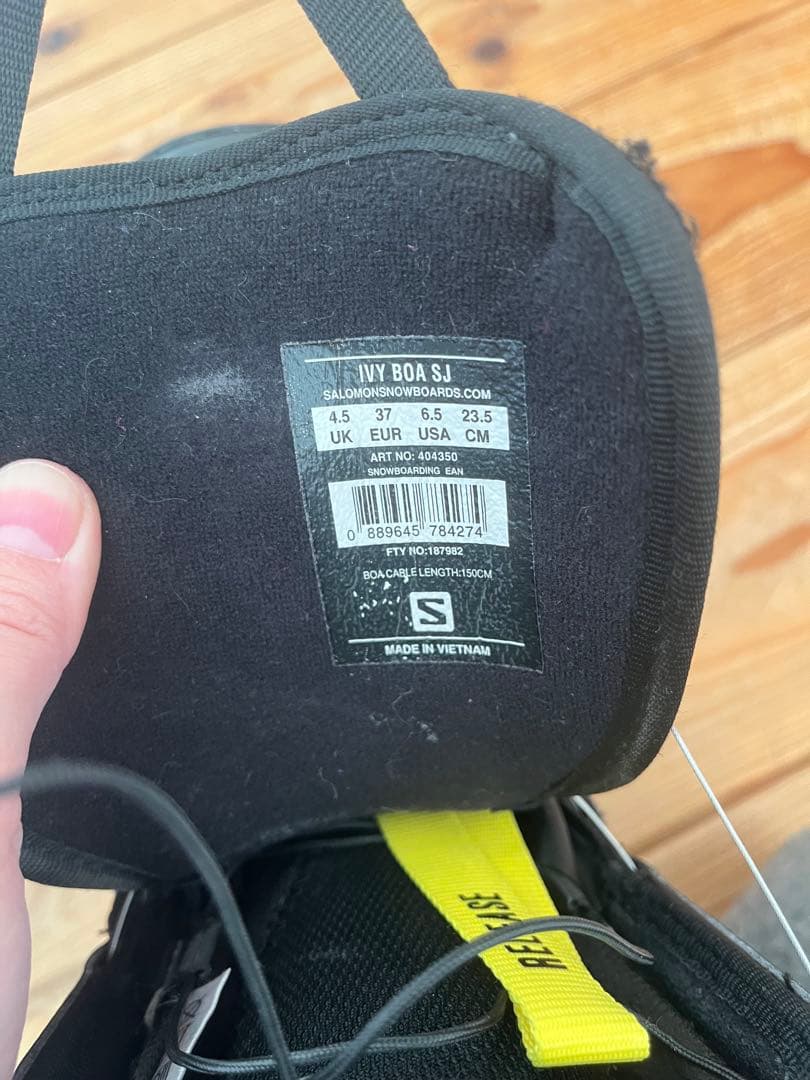 IVY BOA SJ
SALOMONSNOWBOARDS.COM
4.5 37 6.5 23.5
UK EUR USA CM
ART NO: 404350
SNOWBOARDING EAN
0 889645 784274
FTY NO:187982
BOA CABLE LENGTH:150CM
S
MADE IN VIETNAM
RELEASE